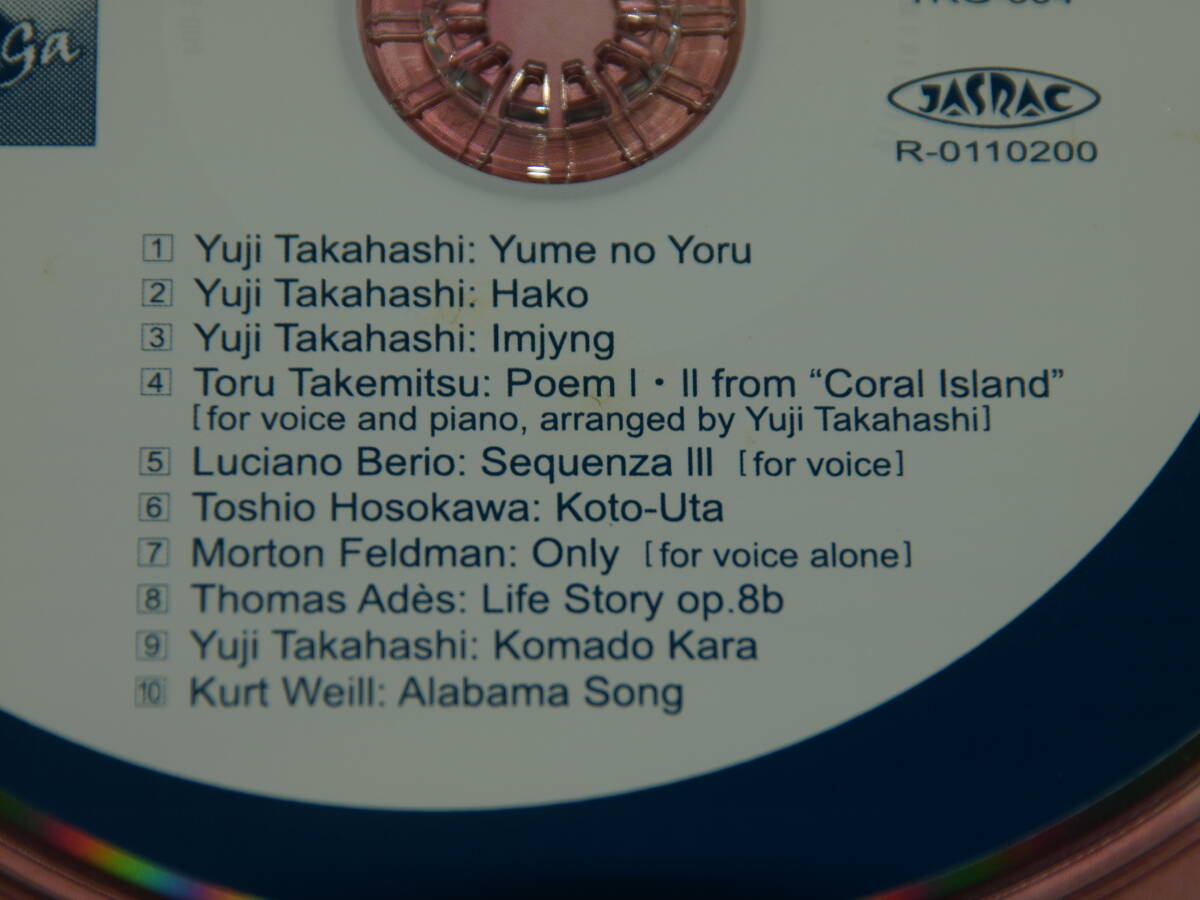 Ga
JASRAC
R-0110200
1 Yuji Takahashi: Yume no Yoru
2 Yuji Takahashi: Hako
3 Yuji Takahashi: Imjyng
4 Toru Takemitsu: Poem I・II from “Coral Island”
[for voice and piano, arranged by Yuji Takahashi]
5 Luciano Berio: Sequenza III [for voice]
6 Toshio Hosokawa: Koto-Uta
7 Morton Feldman: Only [for voice alone]
8 Thomas Adès: Life Story op.8b
9 Yuji Takahashi: Komado Kara
10 Kurt Weill: Alabama Song